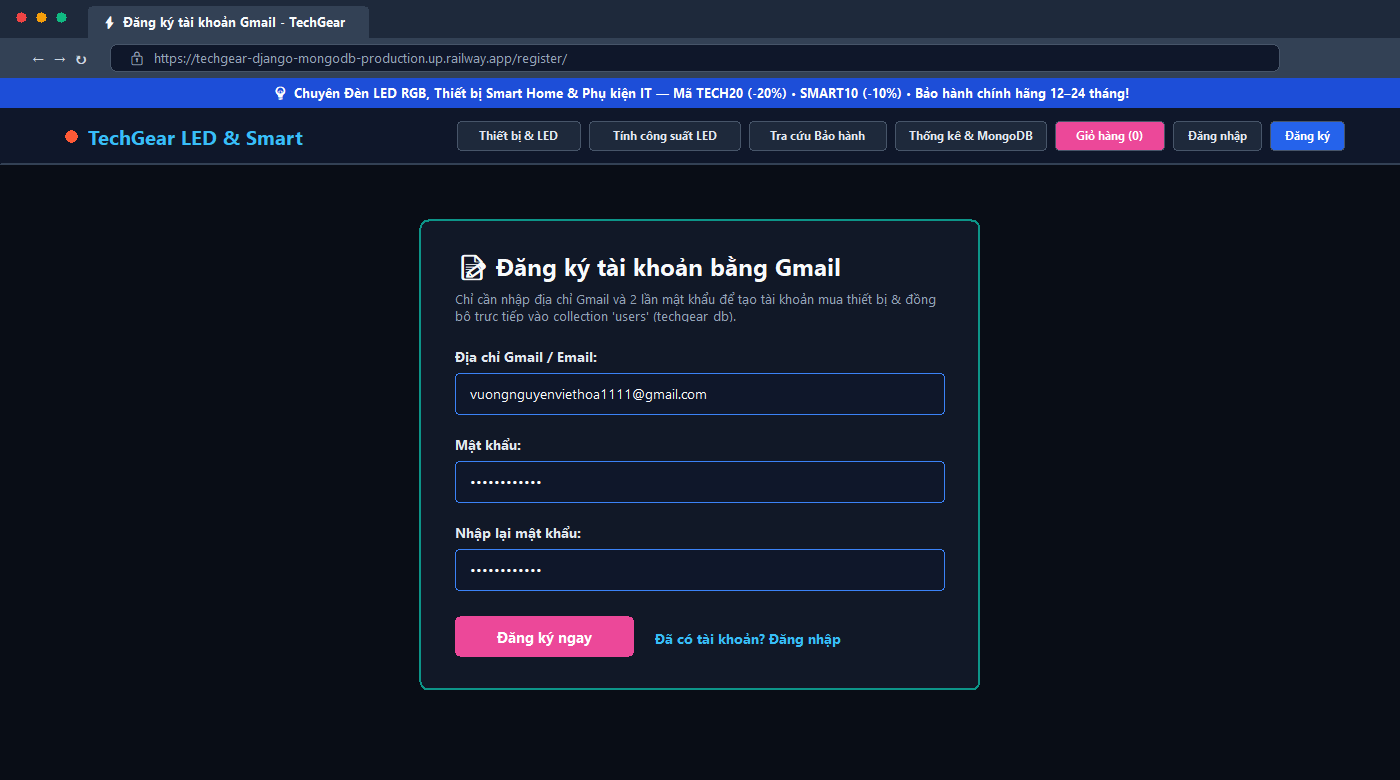 Đăng ký tài khoản Gmail - TechGear
https://techgear-django-mongodb-production.up.railway.app/register/
Chuyên Đèn LED RGB, Thiết bị Smart Home & Phụ kiện IT — Mã TECH20 (-20%) • SMART10 (-10%) • Bảo hành chính hãng 12–24 tháng!
TechGear LED & Smart
Thiết bị & LED
Tính công suất LED
Tra cứu Bảo hành
Thống kê & MongoDB
Giỏ hàng (0)
Đăng nhập
Đăng ký
Đăng ký tài khoản bằng Gmail
Chỉ cần nhập địa chỉ Gmail và 2 lần mật khẩu để tạo tài khoản mua thiết bị & đồng
bộ trực tiếp vào collection 'users' (techgear_db).
Địa chỉ Gmail / Email:
vuongnguyenviethoa1111@gmail.com
Mật khẩu:
••••••••••••
Nhập lại mật khẩu:
••••••••••••
Đăng ký ngay
Đã có tài khoản? Đăng nhập